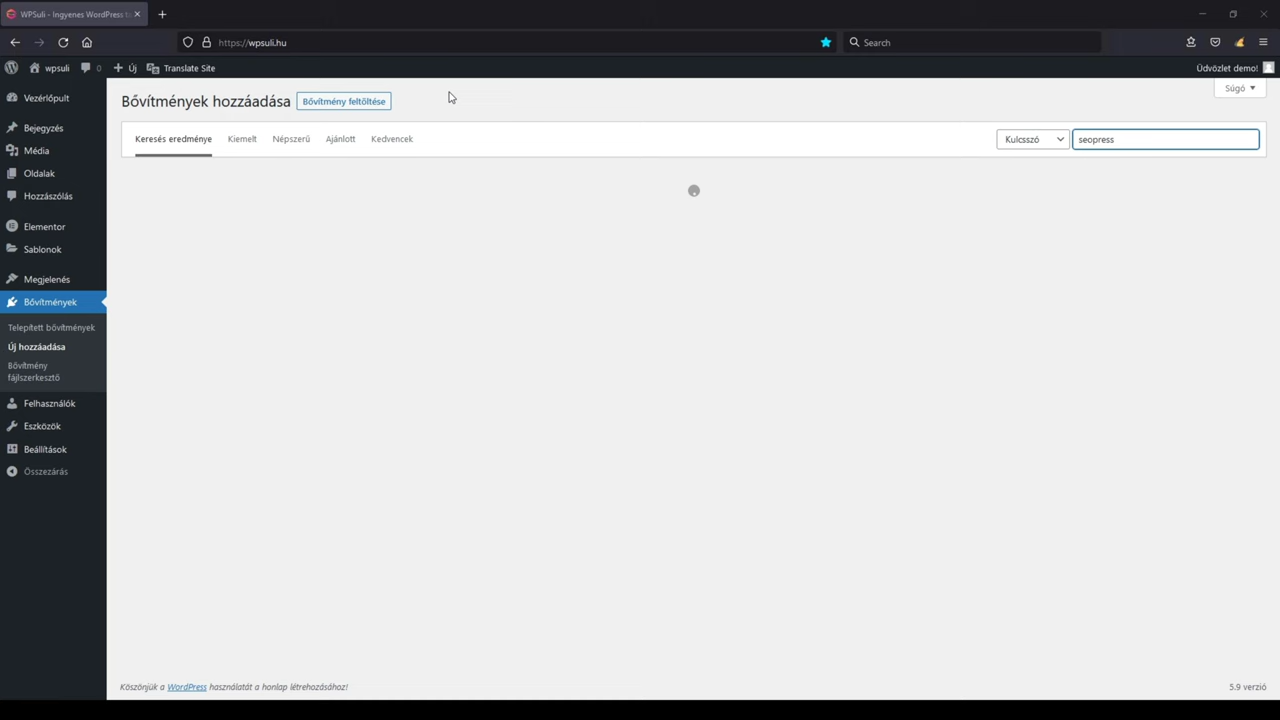 WPSuli - Ingyenes WordPress t
https://wpsuli.hu
Search
wpsuli
0
Új
Translate Site
Üdvözlet demo!
Vezérlőpult
Bejegyzés
Média
Oldalak
Hozzászólás
Elementor
Sablonok
Megjelenés
Bővítmények
Telepített bővítmények
Új hozzáadása
Bővítmény
fájlszerkesztő
Felhasználók
Eszközök
Beállítások
Összezárás
Bővítmények hozzáadása
Bővítmény feltöltése
Súgó
Keresés eredménye
Kiemelt
Népszerű
Ajánlott
Kedvencek
Kulcsszó
seopress
Köszönjük a WordPress használatát a honlap létrehozásához!
5.9 verzió